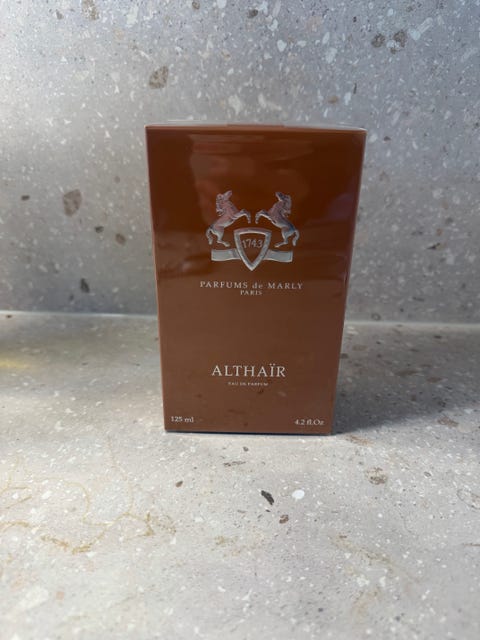 1743
PARFUMS de MARLY
PARIS
ALTHAÏR
EAU DE PARFUM
125 ml 4.2 fl.Oz